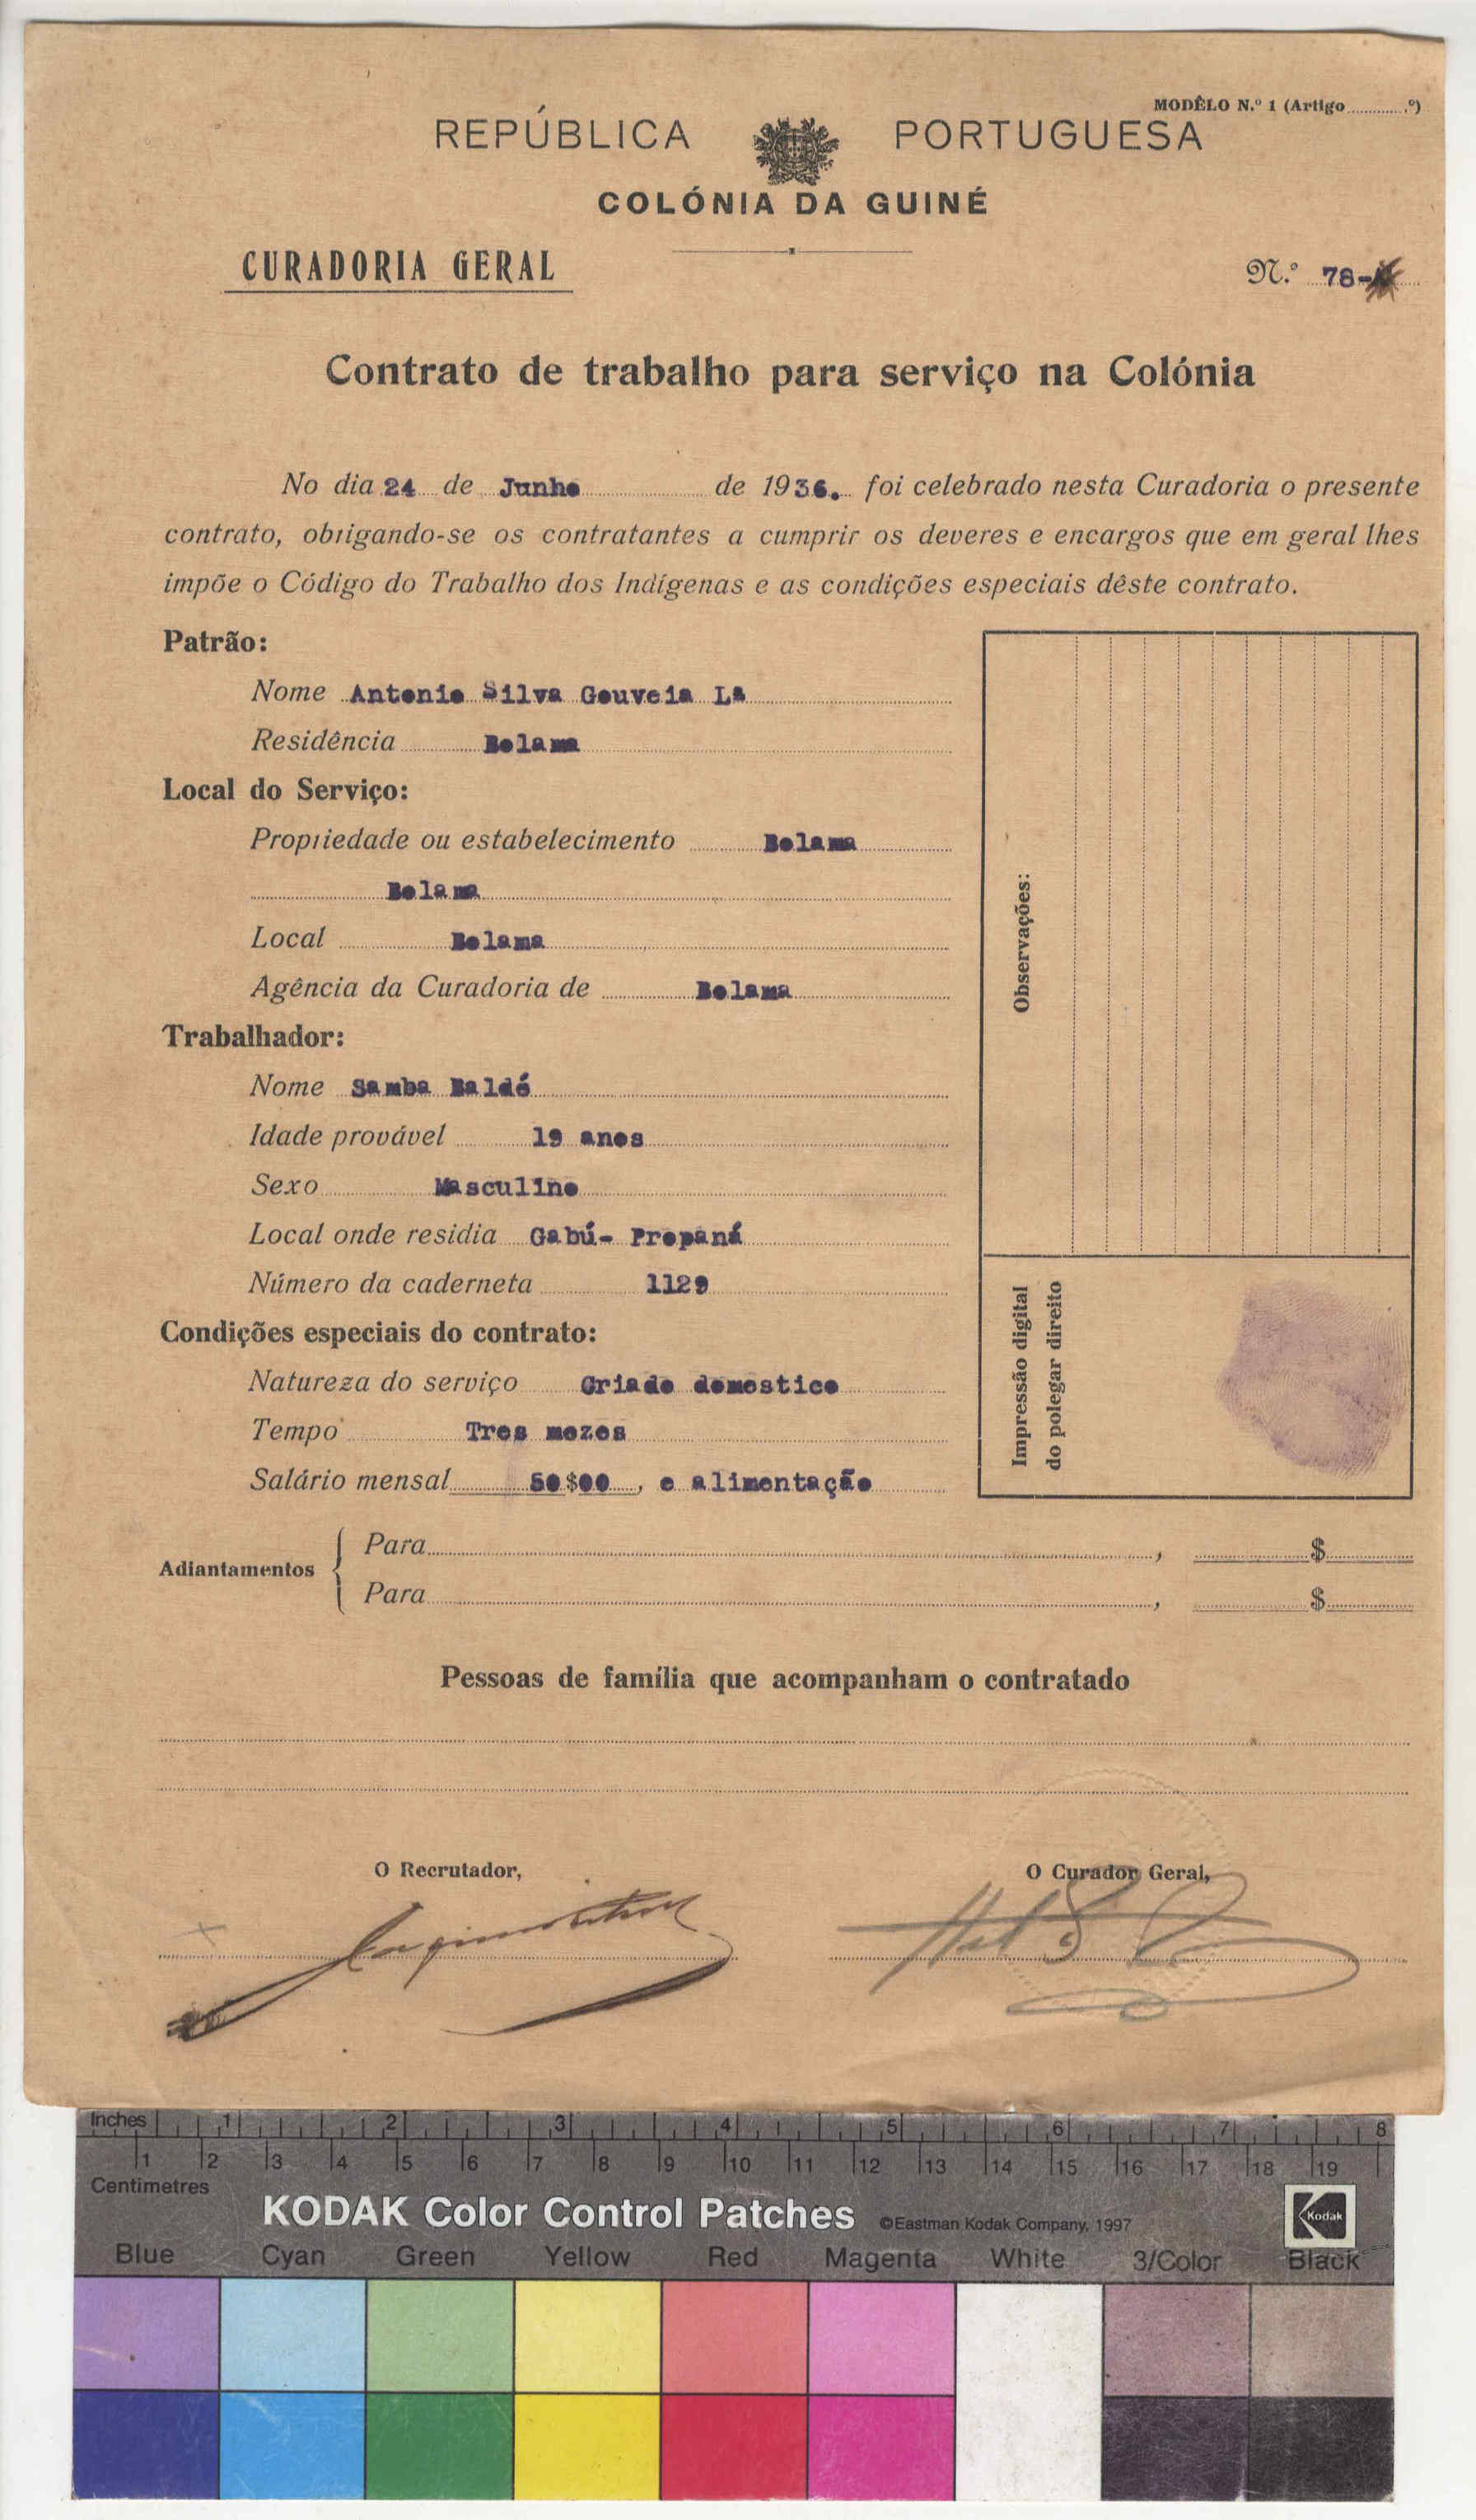 MODÊLO N.º 1 (Artigo ........º)
REPÚBLICA PORTUGUESA
COLÓNIA DA GUINÉ
CURADORIA GERAL
N.º 78-
Contrato de trabalho para serviço na Colónia
No dia 24 de Junho de 1936. foi celebrado nesta Curadoria o presente
contrato, obrigando-se os contratantes a cumprir os deveres e encargos que em geral lhes
impõe o Código do Trabalho dos Indígenas e as condições especiais dêste contrato.
Patrão:
Nome Antonio Silva Gouveia Lª
Residência Bolama
Local do Serviço:
Propriedade ou estabelecimento Bolama
Bolama
Local Bolama
Agência da Curadoria de Bolama
Trabalhador:
Nome Samba Baldé
Idade provável 19 anos
Sexo Masculino
Local onde residia Gabú- Propaná
Número da caderneta 1129
Condições especiais do contrato:
Natureza do serviço Criado domestico
Tempo Tres mezes
Salário mensal 50$00, e alimentação
Observações:
Impressão digital
do polegar direito
Adiantamentos
Para , $
Para , $
Pessoas de família que acompanham o contratado
O Recrutador,
O Curador Geral,
Inches 1 2 3 4 5 6 7 8
1 2 3 4 5 6 7 8 9 10 11 12 13 14 15 16 17 18 19
Centimetres
KODAK Color Control Patches ©Eastman Kodak Company, 1997 Kodak
Blue Cyan Green Yellow Red Magenta White 3/Color Black